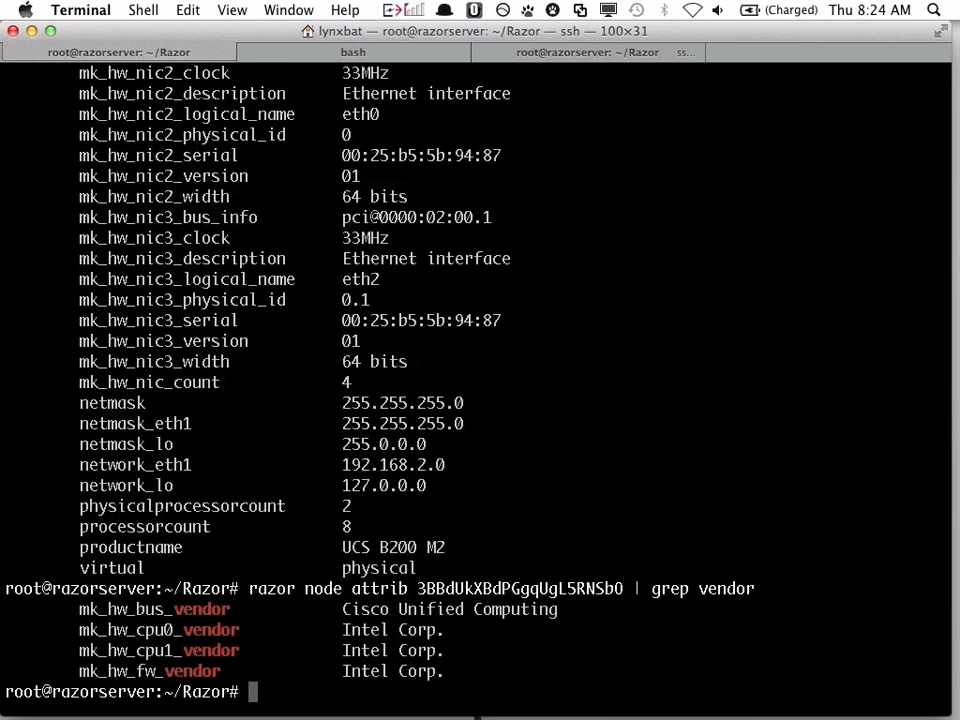 Terminal Shell Edit View Window Help (Charged) Thu 8:24 AM
lynxbat — root@razorserver: ~/Razor — ssh — 100×31
root@razorserver: ~/Razor bash root@razorserver: ~/Razor ss...
mk_hw_nic2_clock 33MHz
mk_hw_nic2_description Ethernet interface
mk_hw_nic2_logical_name eth0
mk_hw_nic2_physical_id 0
mk_hw_nic2_serial 00:25:b5:5b:94:87
mk_hw_nic2_version 01
mk_hw_nic2_width 64 bits
mk_hw_nic3_bus_info pci@0000:02:00.1
mk_hw_nic3_clock 33MHz
mk_hw_nic3_description Ethernet interface
mk_hw_nic3_logical_name eth2
mk_hw_nic3_physical_id 0.1
mk_hw_nic3_serial 00:25:b5:5b:94:87
mk_hw_nic3_version 01
mk_hw_nic3_width 64 bits
mk_hw_nic_count 4
netmask 255.255.255.0
netmask_eth1 255.255.255.0
netmask_lo 255.0.0.0
network_eth1 192.168.2.0
network_lo 127.0.0.0
physicalprocessorcount 2
processorcount 8
productname UCS B200 M2
virtual physical
root@razorserver:~/Razor# razor node attrib 3BBdUkXBdPGgqUgL5RNSbO | grep vendor
mk_hw_bus_vendor Cisco Unified Computing
mk_hw_cpu0_vendor Intel Corp.
mk_hw_cpu1_vendor Intel Corp.
mk_hw_fw_vendor Intel Corp.
root@razorserver:~/Razor#